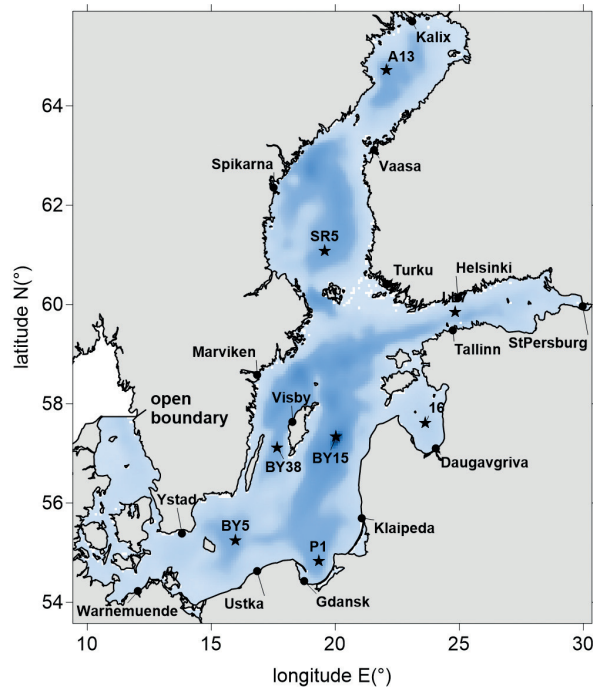 Kalix
A13
64
Vaasa
Spikarna
62
SR5
Turku
Helsinki
60
StPersburg
Tallinn
Marviken
open
boundary
58
Visby
16
BY38
BY15
Daugavgriva
56
Ystad
Klaipeda
BY5
P1
54
Warnemuende
Ustka
Gdansk
10
15
20
25
30
latitude N(°)
longitude E(°)